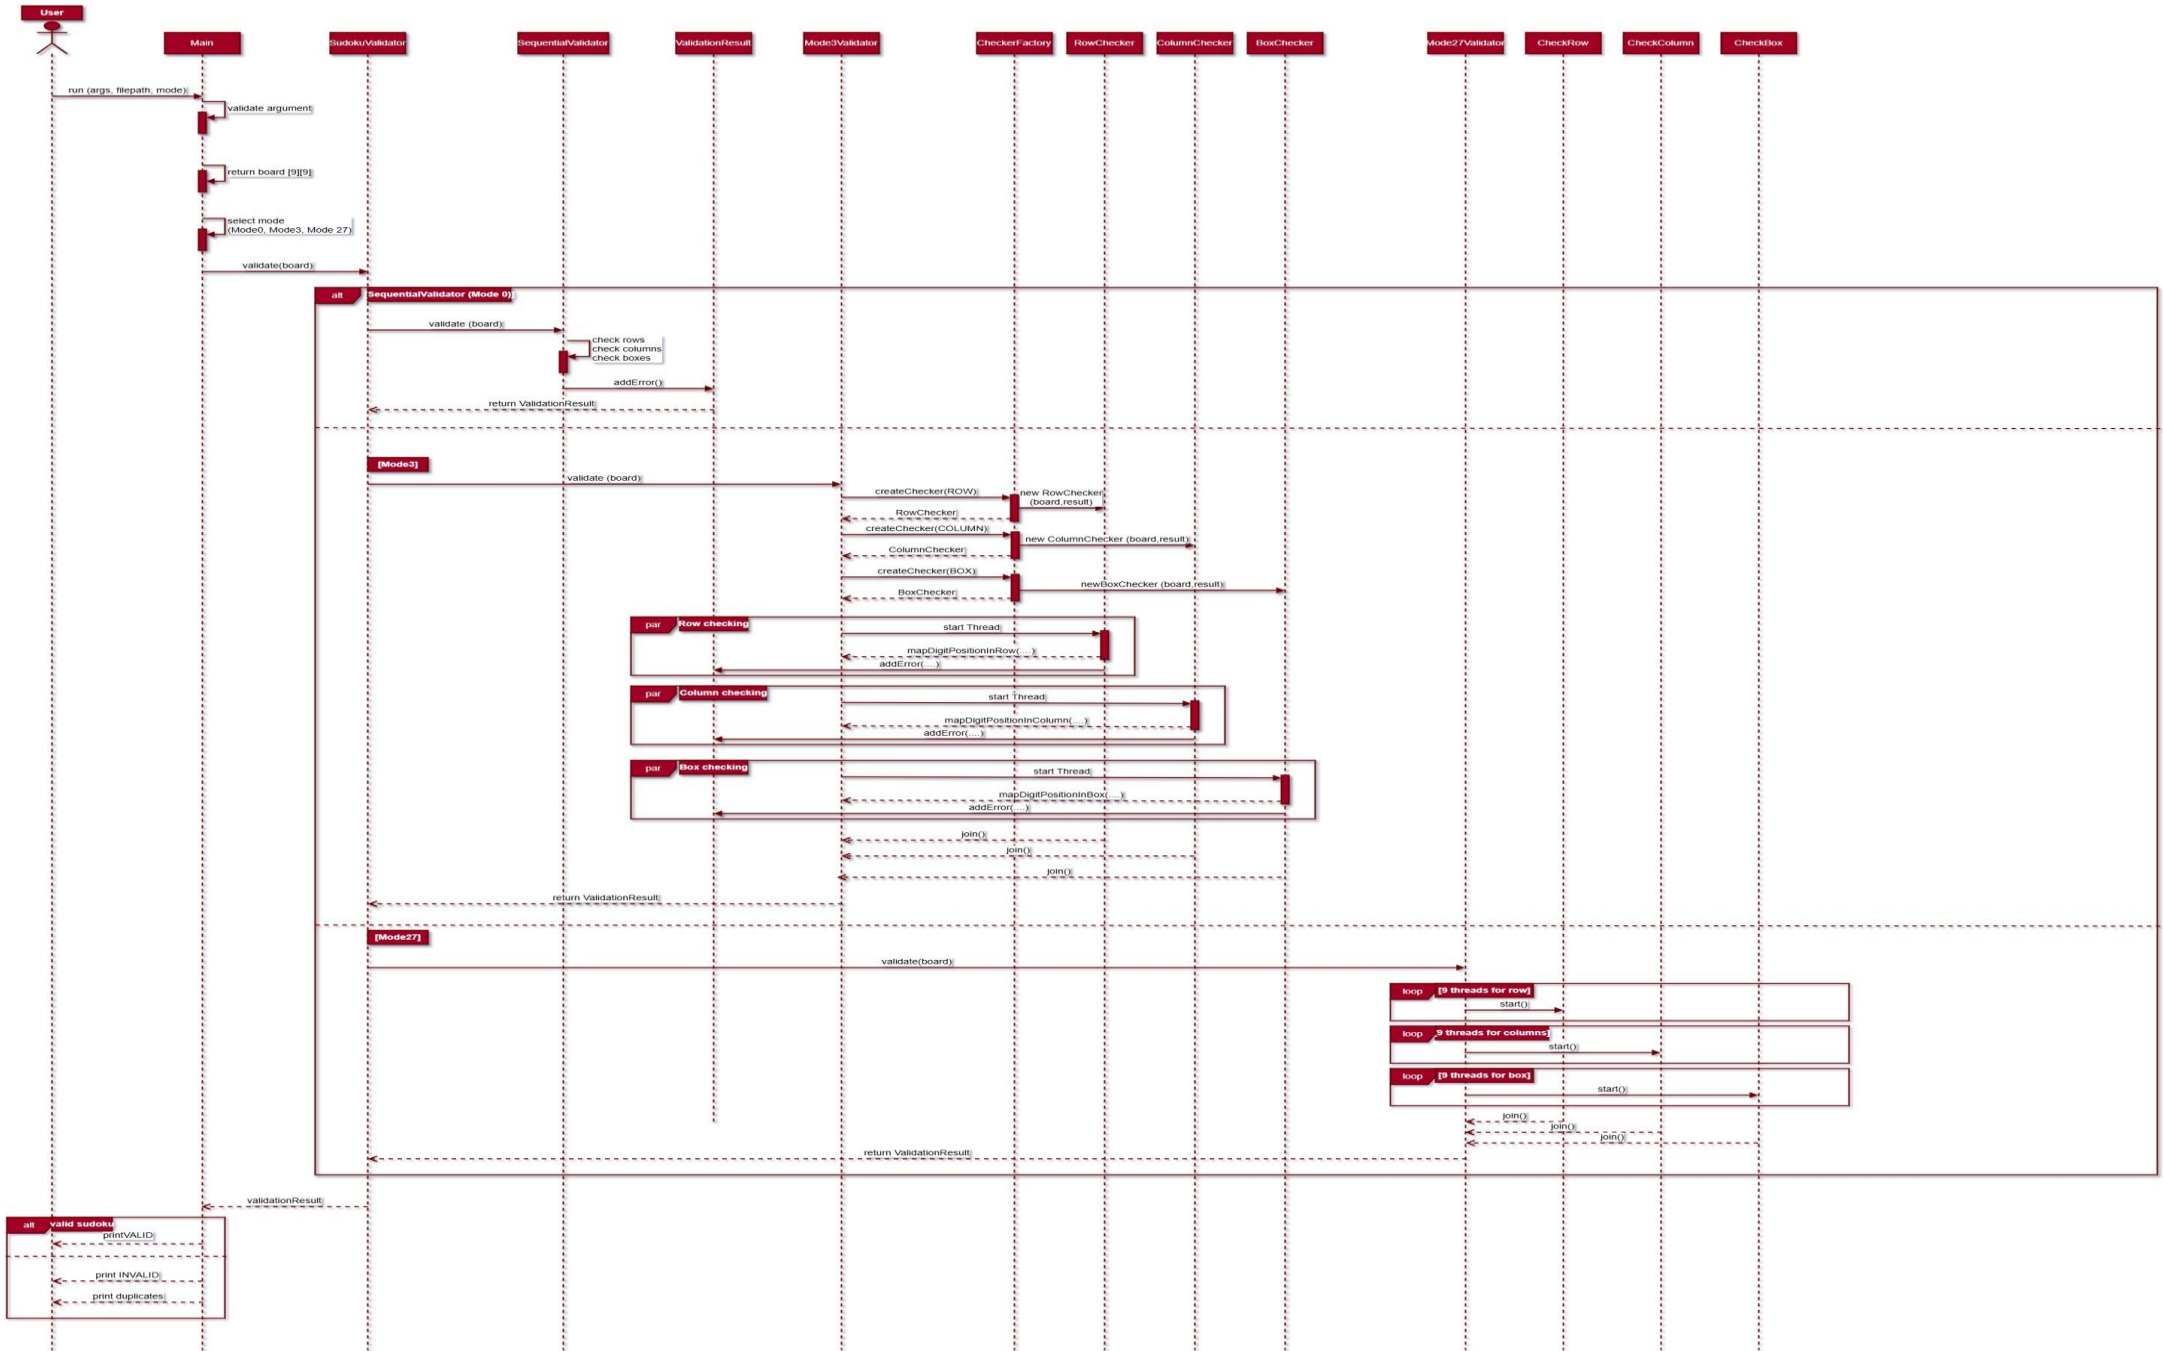 User
Main
SudokuValidator
SequentialValidator
ValidationResult
Mode3Validator
CheckerFactory
RowChecker
ColumnChecker
BoxChecker
Mode27Validator
CheckRow
CheckColumn
CheckBox
run (args, filepath, mode)
validate argument
return board [9][9]
select mode
(Mode0, Mode3, Mode 27)
validate(board)
alt
[SequentialValidator (Mode 0)]
validate (board)
check rows
check columns
check boxes
addError()
return ValidationResult
[Mode3]
validate (board)
createChecker(ROW)
new RowChecker
(board,result)
RowChecker
createChecker(COLUMN)
new ColumnChecker (board,result)
ColumnChecker
createChecker(BOX)
newBoxChecker (board,result)
BoxChecker
par
Row checking
start Thread
mapDigitPositionInRow(....)
addError(....)
par
Column checking
start Thread
mapDigitPositionInColumn(....)
addError(....)
par
Box checking
start Thread
mapDigitPositionInBox(....)
addError(....)
join()
join()
join()
return ValidationResult
[Mode27]
validate(board)
loop
[9 threads for row]
start()
loop
[9 threads for columns]
start()
loop
[9 threads for box]
start()
join()
join()
join()
return ValidationResult
validationResult
alt
valid sudoku
printVALID
print INVALID
print duplicates